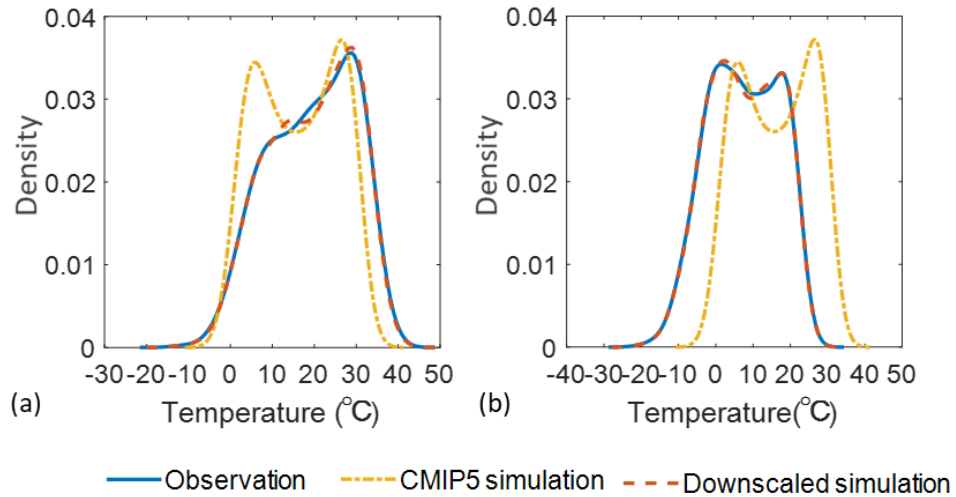 0.04
0.03
0.02
0.01
0
Density
-30 -20 -10 0 10 20 30 40 50
Temperature (°C)
(a)
0.04
0.03
0.02
0.01
0
Density
-40 -30 -20 -10 0 10 20 30 40 50
Temperature(°C)
(b)
Observation CMIP5 simulation Downscaled simulation